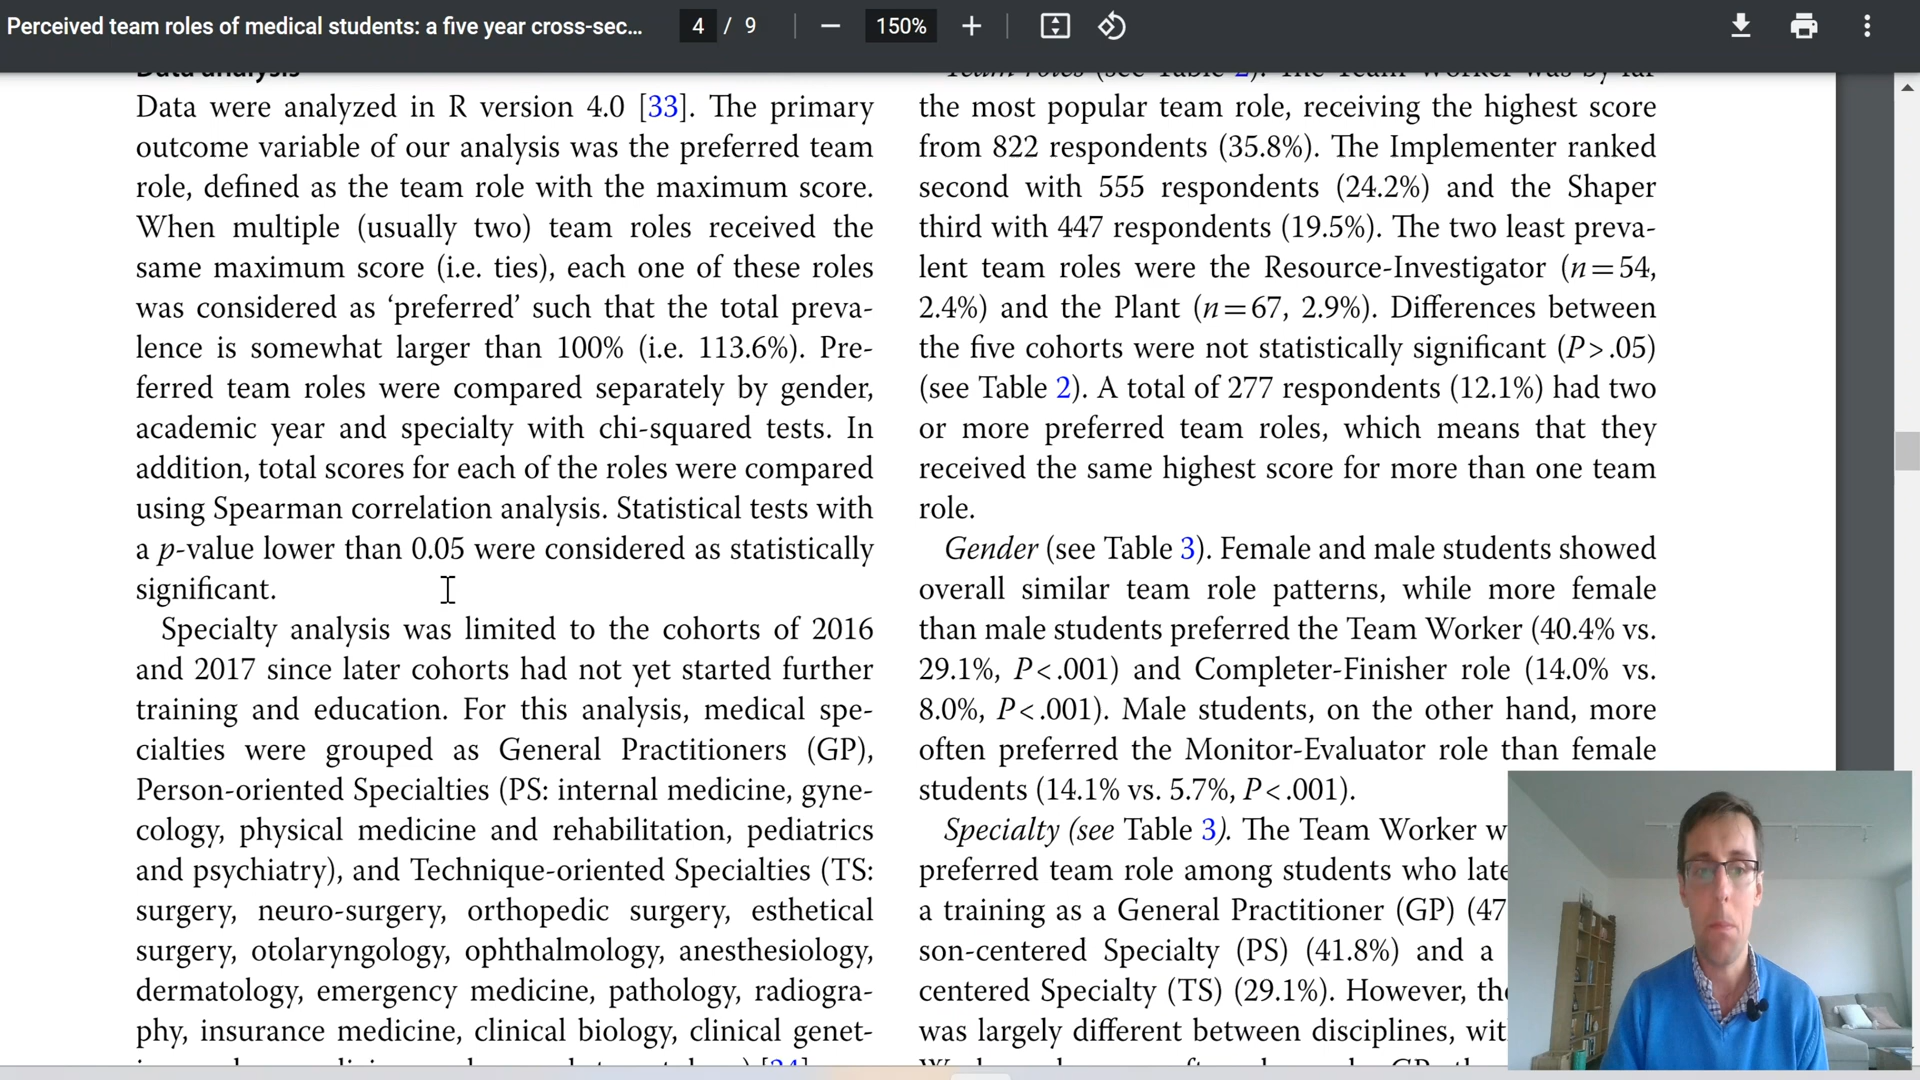 Perceived team roles of medical students: a five year cross-sec...
4 / 9
150%
Data analysis
Data were analyzed in R version 4.0 [33]. The primary
outcome variable of our analysis was the preferred team
role, defined as the team role with the maximum score.
When multiple (usually two) team roles received the
same maximum score (i.e. ties), each one of these roles
was considered as ‘preferred’ such that the total preva-
lence is somewhat larger than 100% (i.e. 113.6%). Pre-
ferred team roles were compared separately by gender,
academic year and specialty with chi-squared tests. In
addition, total scores for each of the roles were compared
using Spearman correlation analysis. Statistical tests with
a p-value lower than 0.05 were considered as statistically
significant.
Specialty analysis was limited to the cohorts of 2016
and 2017 since later cohorts had not yet started further
training and education. For this analysis, medical spe-
cialties were grouped as General Practitioners (GP),
Person-oriented Specialties (PS: internal medicine, gyne-
cology, physical medicine and rehabilitation, pediatrics
and psychiatry), and Technique-oriented Specialties (TS:
surgery, neuro-surgery, orthopedic surgery, esthetical
surgery, otolaryngology, ophthalmology, anesthesiology,
dermatology, emergency medicine, pathology, radiogra-
phy, insurance medicine, clinical biology, clinical genet-
Team roles (see Table 2). The Team Worker was by far
the most popular team role, receiving the highest score
from 822 respondents (35.8%). The Implementer ranked
second with 555 respondents (24.2%) and the Shaper
third with 447 respondents (19.5%). The two least preva-
lent team roles were the Resource-Investigator (n=54,
2.4%) and the Plant (n=67, 2.9%). Differences between
the five cohorts were not statistically significant (P>.05)
(see Table 2). A total of 277 respondents (12.1%) had two
or more preferred team roles, which means that they
received the same highest score for more than one team
role.
Gender (see Table 3). Female and male students showed
overall similar team role patterns, while more female
than male students preferred the Team Worker (40.4% vs.
29.1%, P<.001) and Completer-Finisher role (14.0% vs.
8.0%, P<.001). Male students, on the other hand, more
often preferred the Monitor-Evaluator role than female
students (14.1% vs. 5.7%, P<.001).
Specialty (see Table 3). The Team Worker w
preferred team role among students who late
a training as a General Practitioner (GP) (47
son-centered Specialty (PS) (41.8%) and a
centered Specialty (TS) (29.1%). However, the
was largely different between disciplines, wit